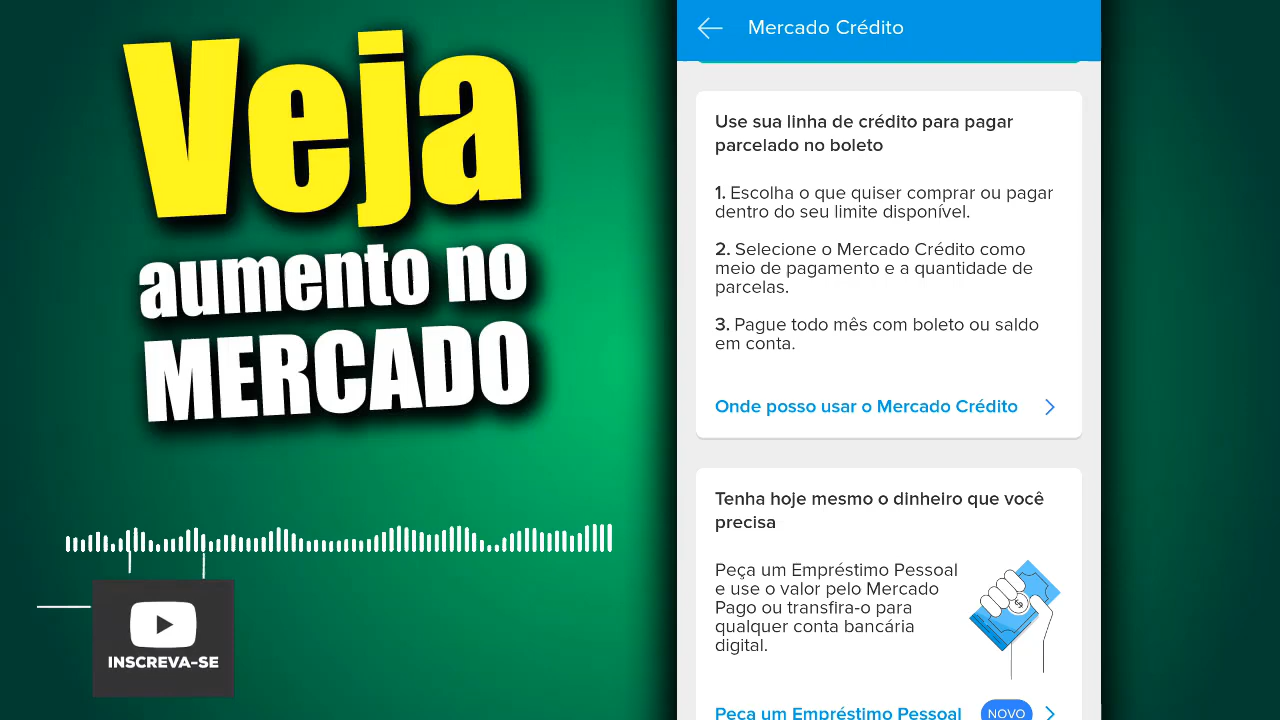 Veja
aumento no
MERCADO
INSCREVA-SE
Mercado Crédito
Use sua linha de crédito para pagar
parcelado no boleto
1. Escolha o que quiser comprar ou pagar
dentro do seu limite disponível.
2. Selecione o Mercado Crédito como
meio de pagamento e a quantidade de
parcelas.
3. Pague todo mês com boleto ou saldo
em conta.
Onde posso usar o Mercado Crédito
Tenha hoje mesmo o dinheiro que você
precisa
Peça um Empréstimo Pessoal
e use o valor pelo Mercado
Pago ou transfira-o para
qualquer conta bancária
digital.
Peça um Empréstimo Pessoal NOVO